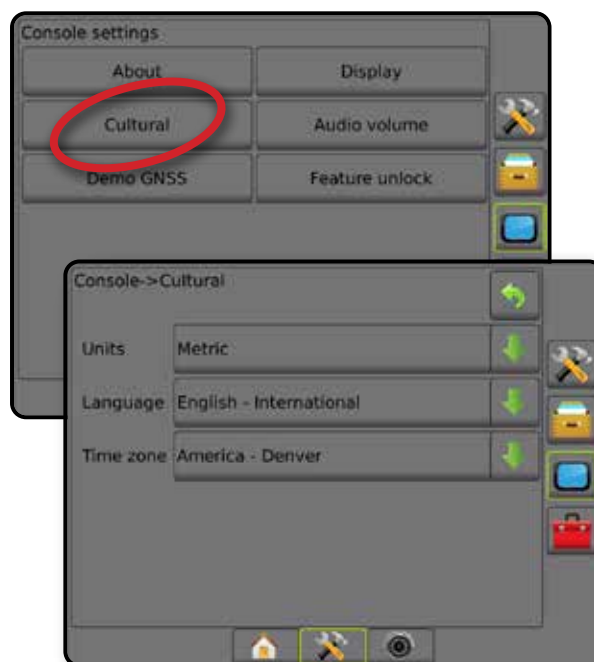 Console settings
About
Display
Cultural
Audio volume
Demo GNSS
Feature unlock
Console->Cultural
Units
Metric
Language
English - International
Time zone
America - Denver